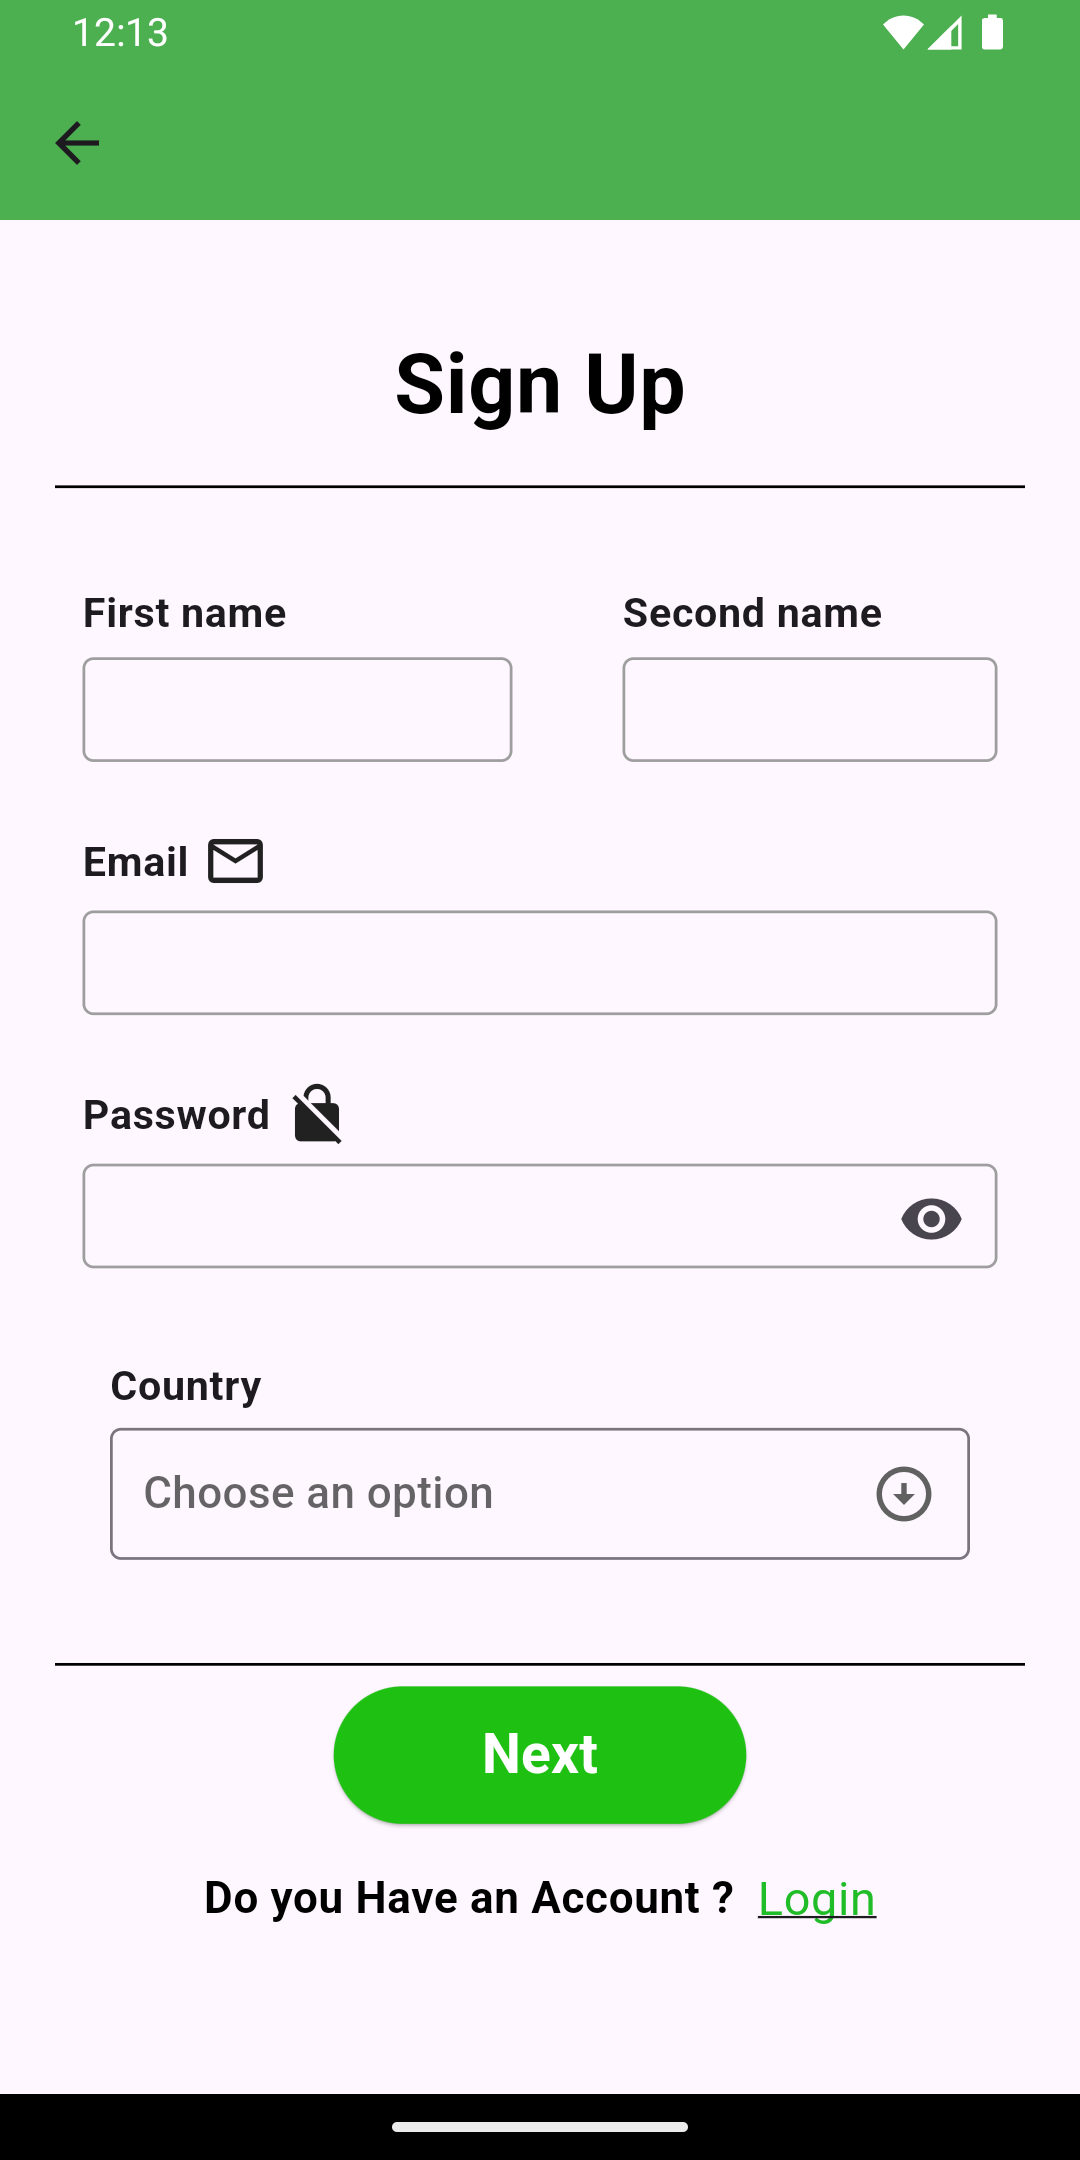 12:13
Sign Up
First name
Second name
Email
Password
Country
Choose an option
Next
Do you Have an Account ? Login